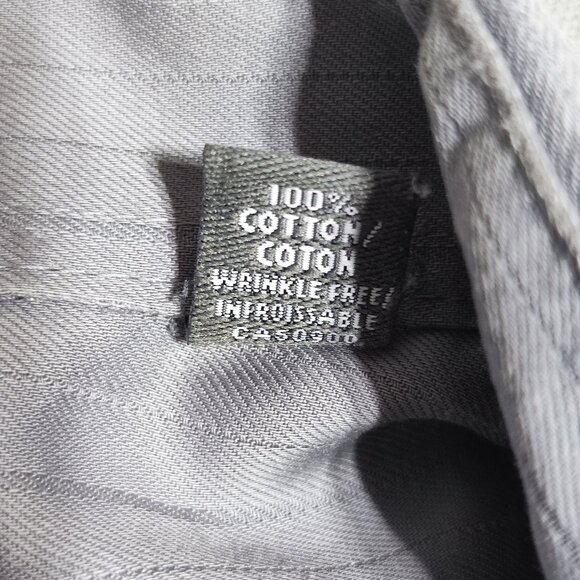 100%
COTTON/
COTON
WRINKLE FREE/
INFROISSABLE
CA50900